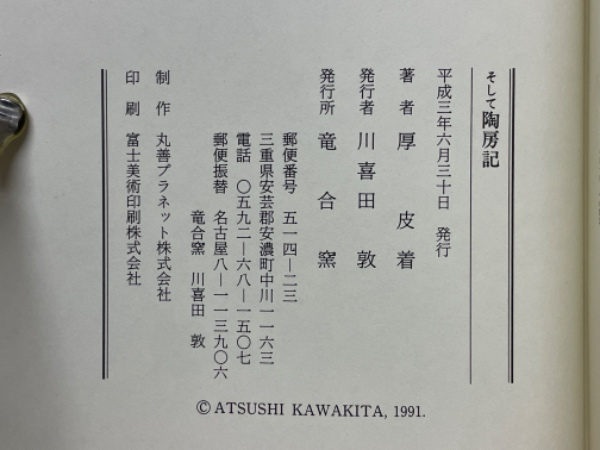 そして陶房記
平成三年六月三十日 発行
著者 厚皮着
発行者 川喜田敦
発行所 竜合窯
郵便番号 五一四―二三
三重県安芸郡安濃町中川一一六三
電話 〇五九二―六八―一五〇七
郵便振替 名古屋八―一一三九〇六
竜合窯 川喜田 敦
制作 丸善プラネット株式会社
印刷 富士美術印刷株式会社
© ATSUSHI KAWAKITA, 1991.